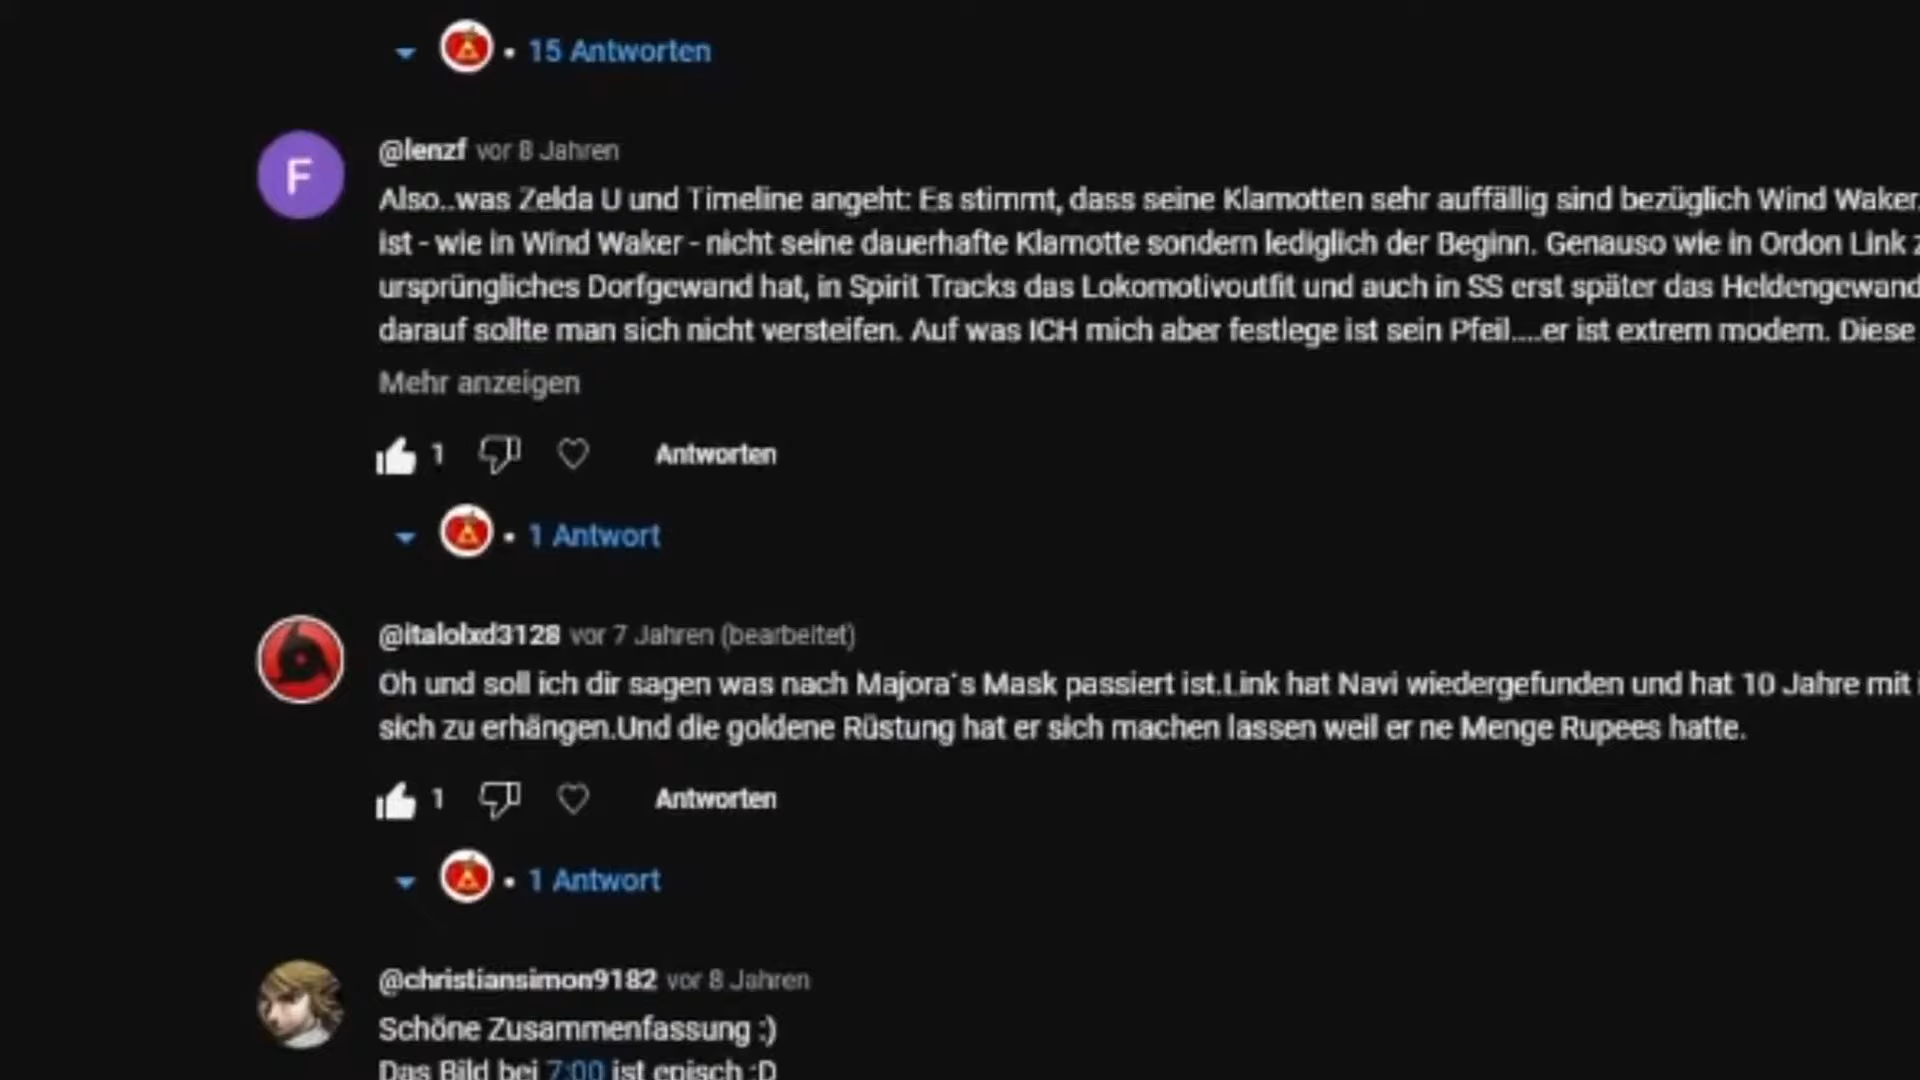 15 Antworten
F
@lenzf vor 8 Jahren
Also..was Zelda U und Timeline angeht: Es stimmt, dass seine Klamotten sehr auffällig sind bezüglich Wind Waker.
ist - wie in Wind Waker - nicht seine dauerhafte Klamotte sondern lediglich der Beginn. Genauso wie in Ordon Link
ursprüngliches Dorfgewand hat, in Spirit Tracks das Lokomotivoutfit und auch in SS erst später das Heldengewand
darauf sollte man sich nicht versteifen. Auf was ICH mich aber festlege ist sein Pfeil....er ist extrem modern. Diese
Mehr anzeigen
1 Antworten
1 Antwort
@italolxd3128 vor 7 Jahren (bearbeitet)
Oh und soll ich dir sagen was nach Majora`s Mask passiert ist.Link hat Navi wiedergefunden und hat 10 Jahre mit
sich zu erhängen.Und die goldene Rüstung hat er sich machen lassen weil er ne Menge Rupees hatte.
1 Antworten
1 Antwort
@christiansimon9182 vor 8 Jahren
Schöne Zusammenfassung :)
Das Bild bei 7:00 ist episch :D